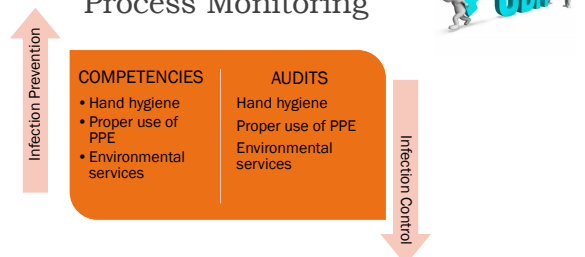 Process Monitoring
Infection Prevention
COMPETENCIES
• Hand hygiene
• Proper use of
PPE
• Environmental
services
AUDITS
Hand hygiene
Proper use of PPE
Environmental
services
Infection Control